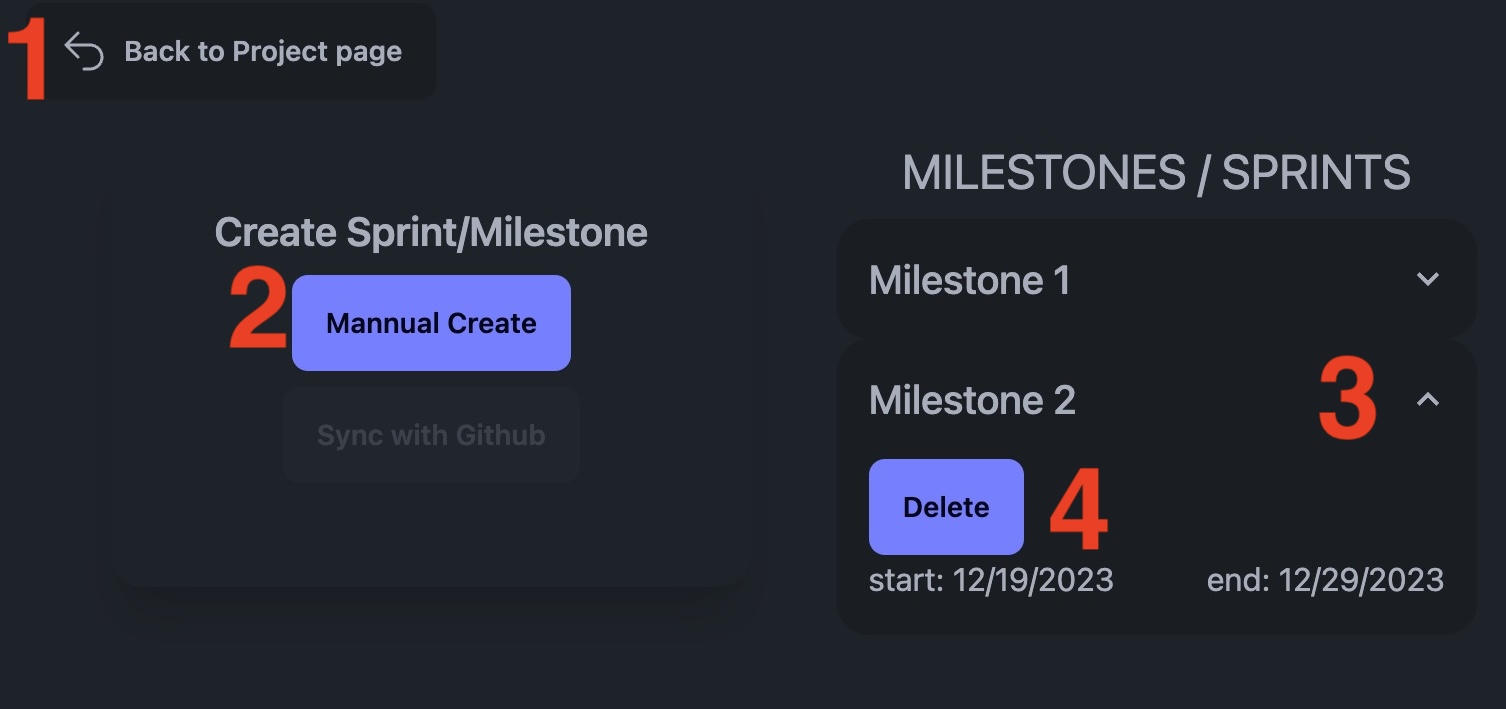 1 Back to Project page
MILESTONES / SPRINTS
Create Sprint/Milestone
2 Mannual Create
Sync with Github
Milestone 1
Milestone 2 3
Delete 4
start: 12/19/2023 end: 12/29/2023